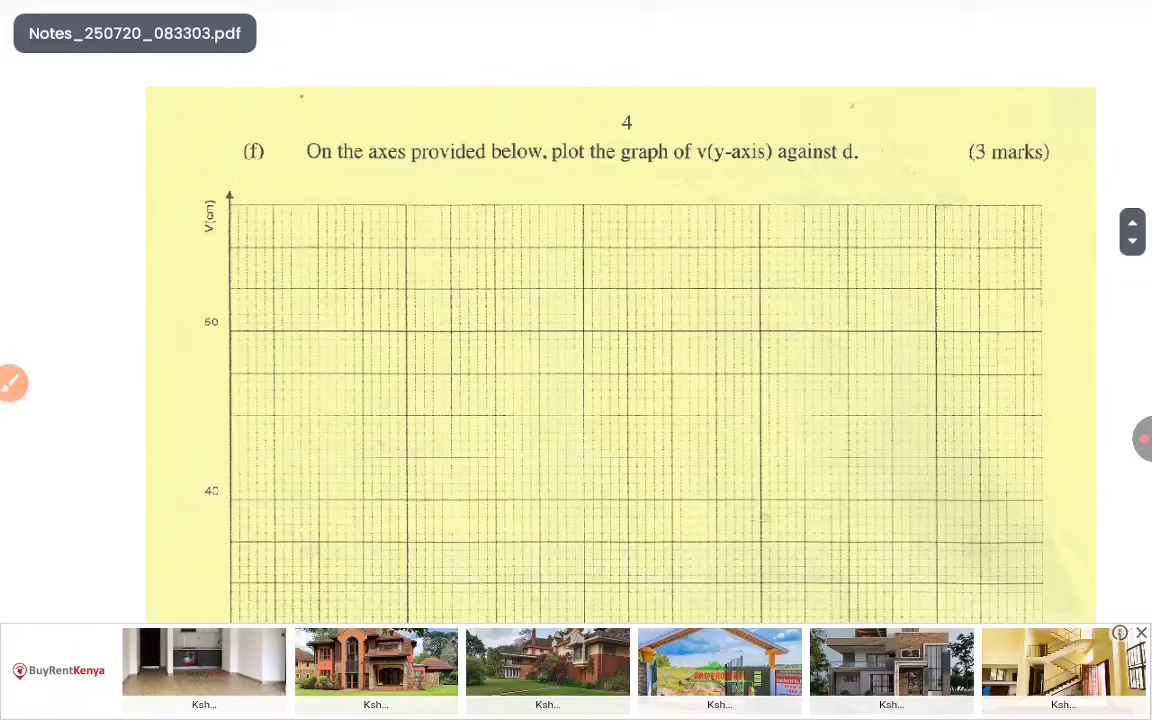 Notes_250720_083303.pdf
4
(f) On the axes provided below, plot the graph of v(y-axis) against d. (3 marks)
V(cm)
50
40
BuyRentKenya
Ksh... Ksh... Ksh... Ksh... Ksh... Ksh...